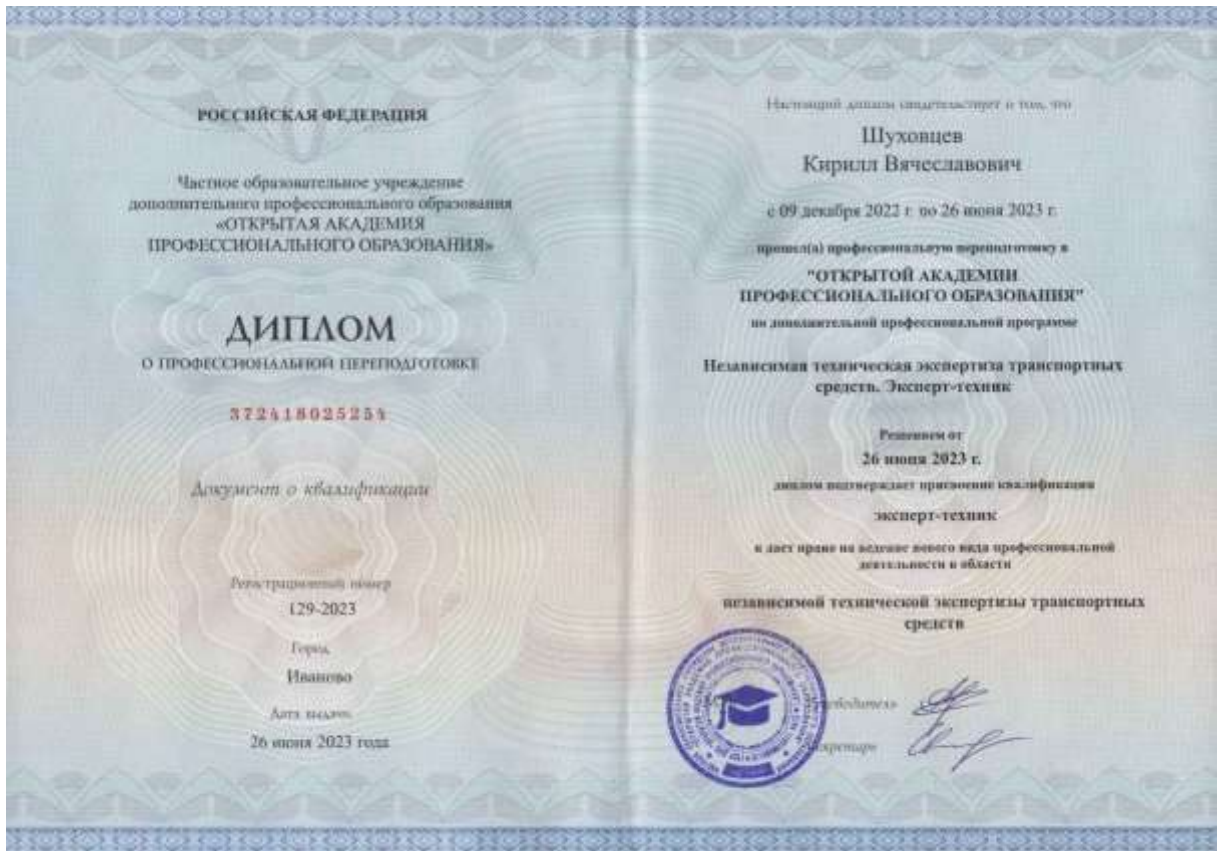 РОССИЙСКАЯ ФЕДЕРАЦИЯ
Частное образовательное учреждение
дополнительного профессионального образования
«ОТКРЫТАЯ АКАДЕМИЯ
ПРОФЕССИОНАЛЬНОГО ОБРАЗОВАНИЯ»
ДИПЛОМ
О ПРОФЕССИОНАЛЬНОЙ ПЕРЕПОДГОТОВКЕ
372418025254
Документ о квалификации
Регистрационный номер
129-2023
Город
Иваново
Дата выдачи
26 июня 2023 года
Настоящий диплом свидетельствует о том, что
Шуховцев
Кирилл Вячеславович
с 09 декабря 2022 г. по 26 июня 2023 г.
прошел(а) профессиональную переподготовку в
"ОТКРЫТОЙ АКАДЕМИИ
ПРОФЕССИОНАЛЬНОГО ОБРАЗОВАНИЯ"
по дополнительной профессиональной программе
Независимая техническая экспертиза транспортных
средств. Эксперт-техник
Решением от
26 июня 2023 г.
диплом подтверждает присвоение квалификации
эксперт-техник
и дает право на ведение нового вида профессиональной
деятельности в области
независимой технической экспертизы транспортных
средств